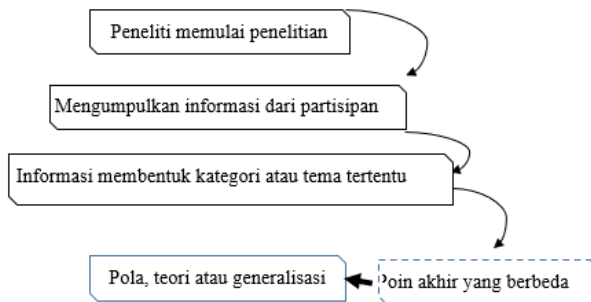 Peneliti memulai penelitian
Mengumpulkan informasi dari partisipan
Informasi membentuk kategori atau tema tertentu
Pola, teori atau generalisasi
Poin akhir yang berbeda